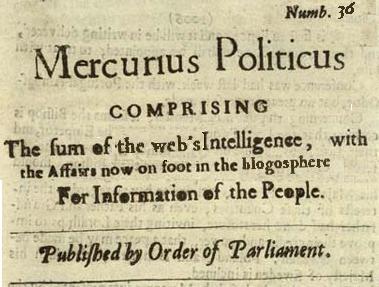 Numb. 36
Mercurius Politicus
COMPRISING
The ſum of the web's Intelligence, with
the Affairs now on foot in the blogosphere
For Information of the People.
Publiſhed by Order of Parliament.